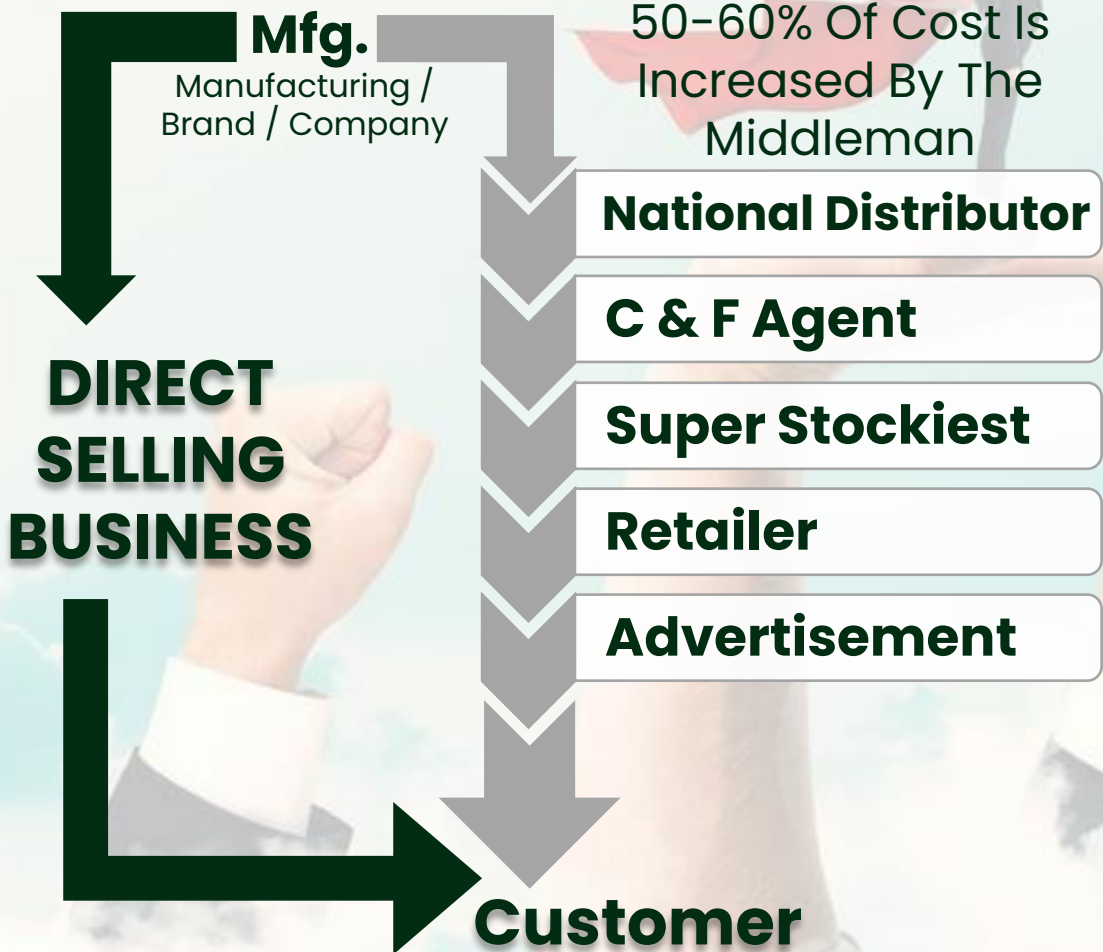 Mfg.
Manufacturing /
Brand / Company
50-60% Of Cost Is
Increased By The
Middleman
National Distributor
C & F Agent
Super Stockiest
Retailer
Advertisement
DIRECT
SELLING
BUSINESS
Customer